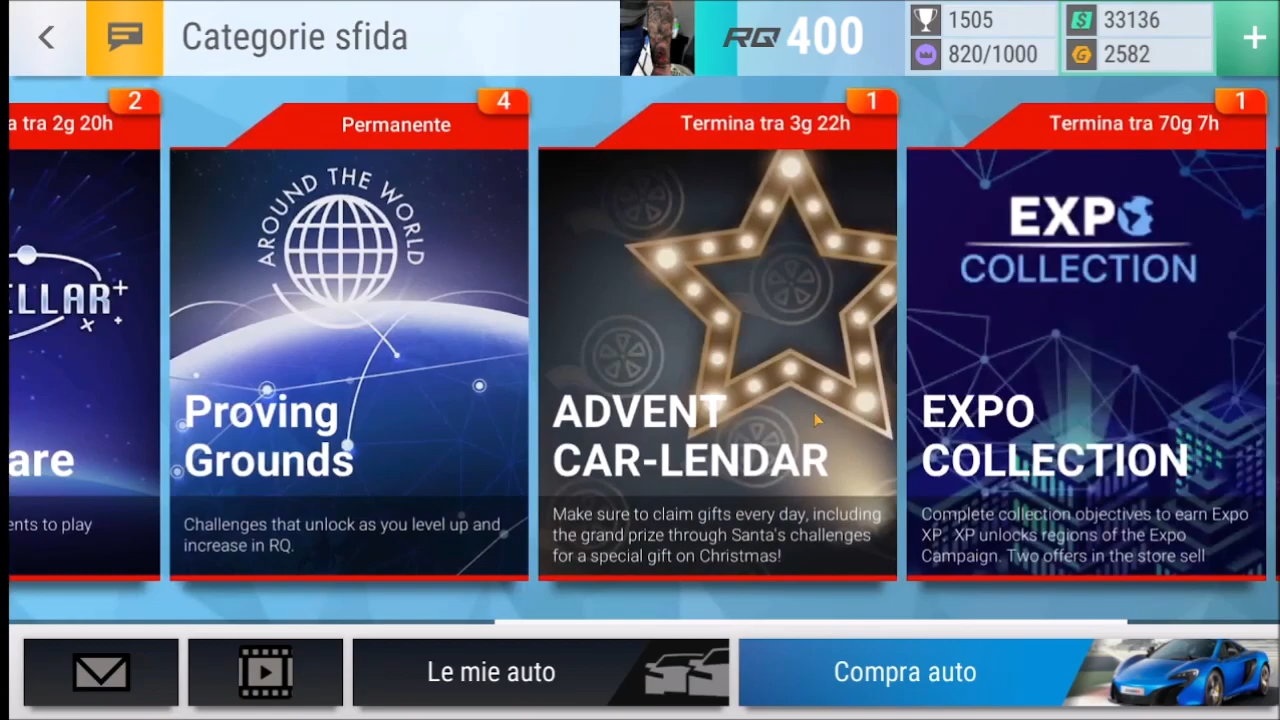 Categorie sfida
RQ 400
1505
820/1000
33136
2582
a tra 2g 20h
2
ELLAR
are
ents to play
Permanente
4
AROUND THE WORLD
Proving
Grounds
Challenges that unlock as you level up and
increase in RQ.
Termina tra 3g 22h
1
ADVENT
CAR-LENDAR
Make sure to claim gifts every day, including
the grand prize through Santa's challenges
for a special gift on Christmas!
Termina tra 70g 7h
1
EXPO
COLLECTION
EXPO
COLLECTION
Complete collection objectives to earn Expo
XP. XP unlocks regions of the Expo
Campaign. Two offers in the store sell
Le mie auto
Compra auto